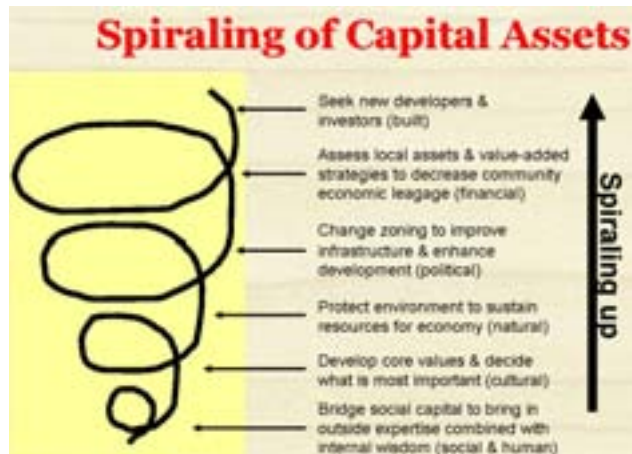 Spiraling of Capital Assets
Seek new developers &
investors (built)
Assess local assets & value-added
strategies to decrease community
economic leagage (financial)
Change zoning to improve
infrastructure & enhance
development (political)
Protect environment to sustain
resources for economy (natural)
Develop core values & decide
what is most important (cultural)
Bridge social capital to bring in
outside expertise combined with
internal wisdom (social & human)
Spiraling up